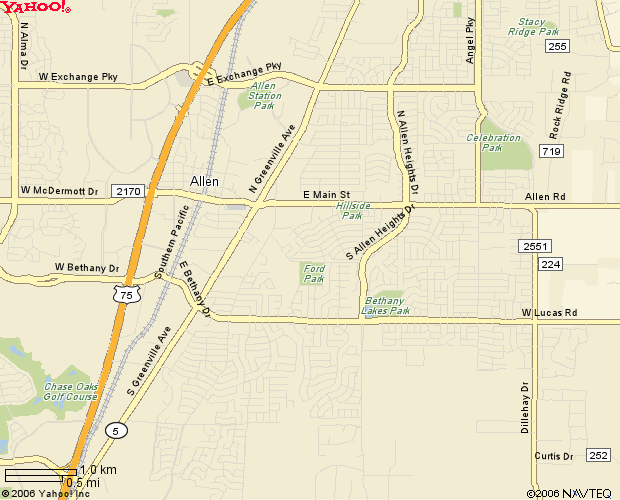 YAHOO!
N Alma Dr
W Exchange Pky
E Exchange Pky
Allen
Station
Park
Angel Pky
Stacy
Ridge Park
255
Rock Ridge Rd
N Greenville Ave
N Allen Heights Dr
Celebration
Park
719
W McDermott Dr
2170
Allen
E Main St
Hillside
Park
Allen Rd
Southern Pacific
S Allen Heights Dr
2551
224
W Bethany Dr
E Bethany Dr
75
Ford
Park
Bethany
Lakes Park
W Lucas Rd
S Greenville Ave
Chase Oaks
Golf Course
5
Dillehay Dr
Curtis Dr
252
1.0 km
0.5 mi
©2006 Yahoo! Inc
©2006 NAVTEQ